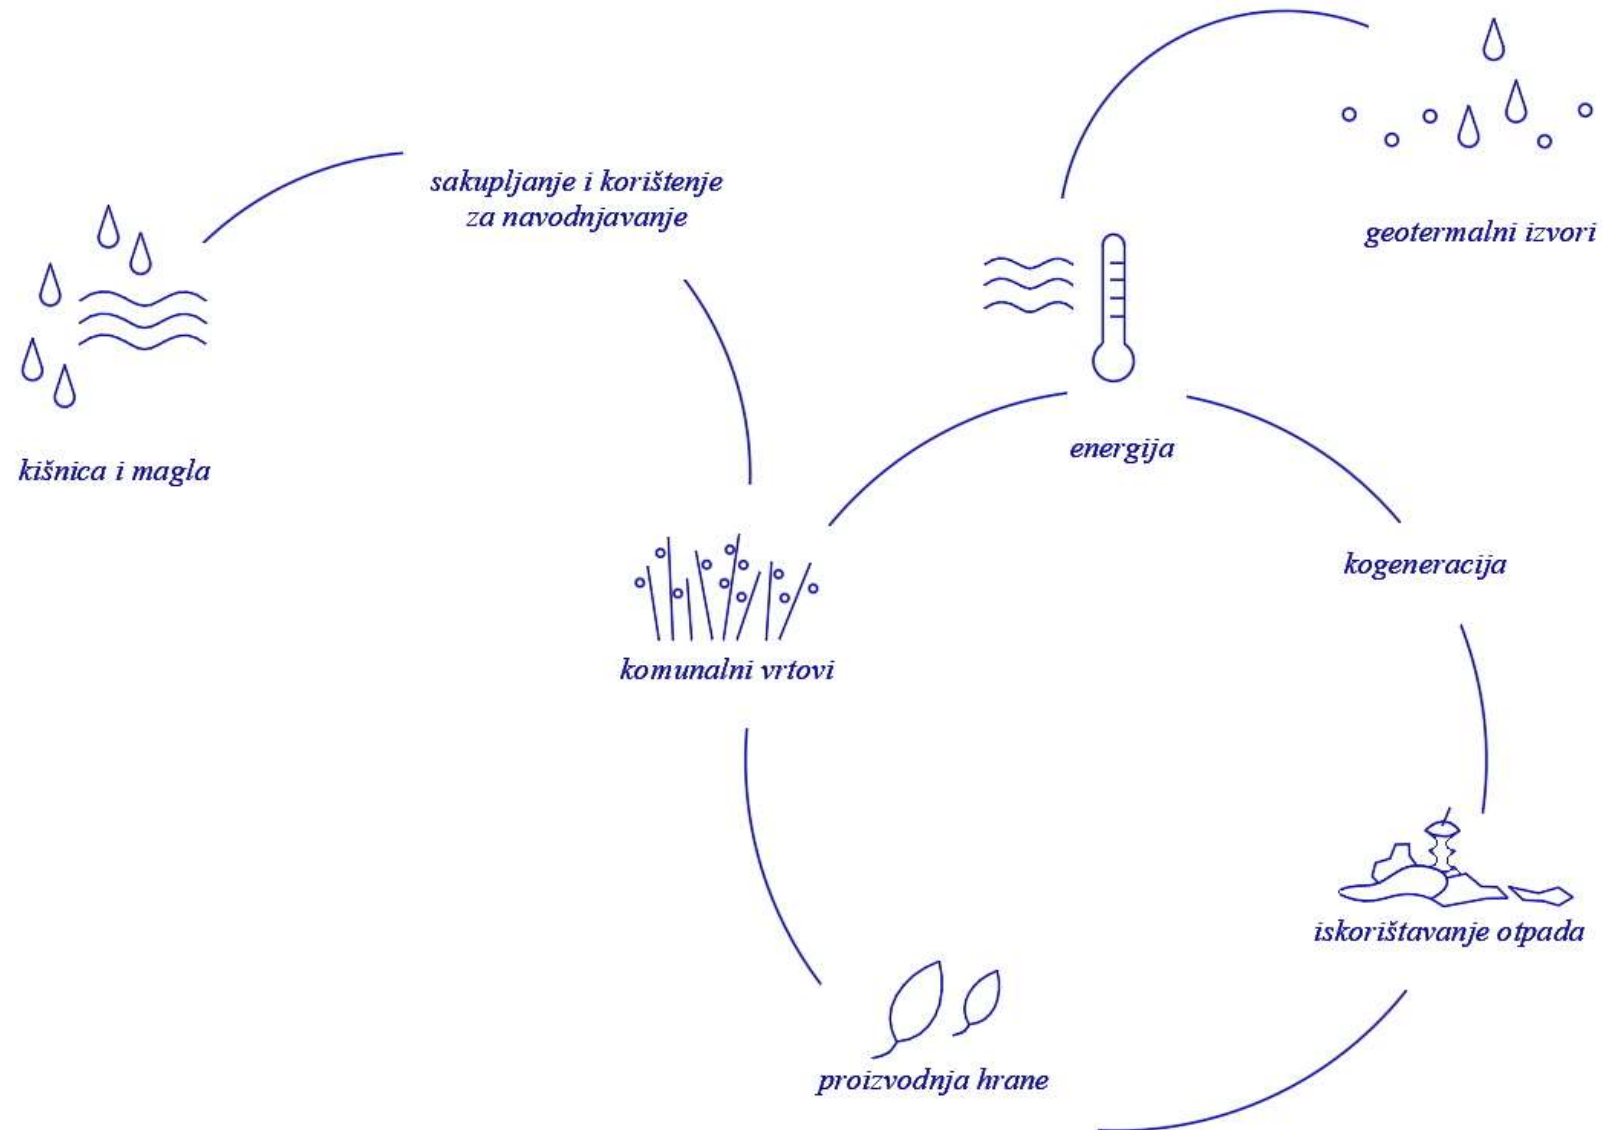 sakupljanje i korištenje
za navodnjavanje
geotermalni izvori
kišnica i magla
energija
kogeneracija
komunalni vrtovi
iskorištavanje otpada
proizvodnja hrane